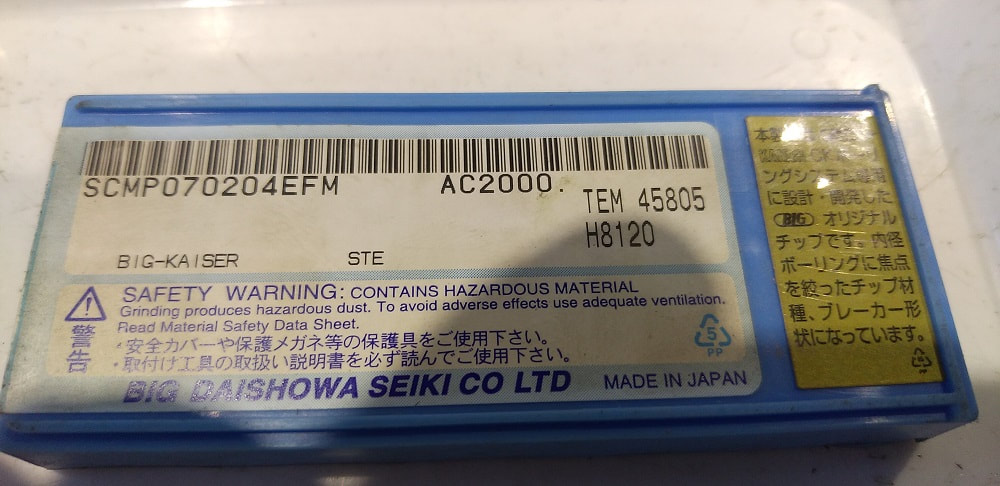 SCMP070204EFM AC2000.
TEM 45805
H8120
BIG-KAISER STE
SAFETY WARNING: CONTAINS HAZARDOUS MATERIAL
Grinding produces hazardous dust. To avoid adverse effects use adequate ventilation.
Read Material Safety Data Sheet.
警告
・安全カバーや保護メガネ等の保護具をご使用下さい。
・取付け工具の取扱い説明書を必ず読んでご使用下さい。
5
PP
BIG DAISHOWA SEIKI CO LTD MADE IN JAPAN
ングシステム専用
に設計・開発した
BIG オリジナル
チップです。内径
ボーリングに焦点
を絞ったチップ材
種、ブレーカー形
状になっています。